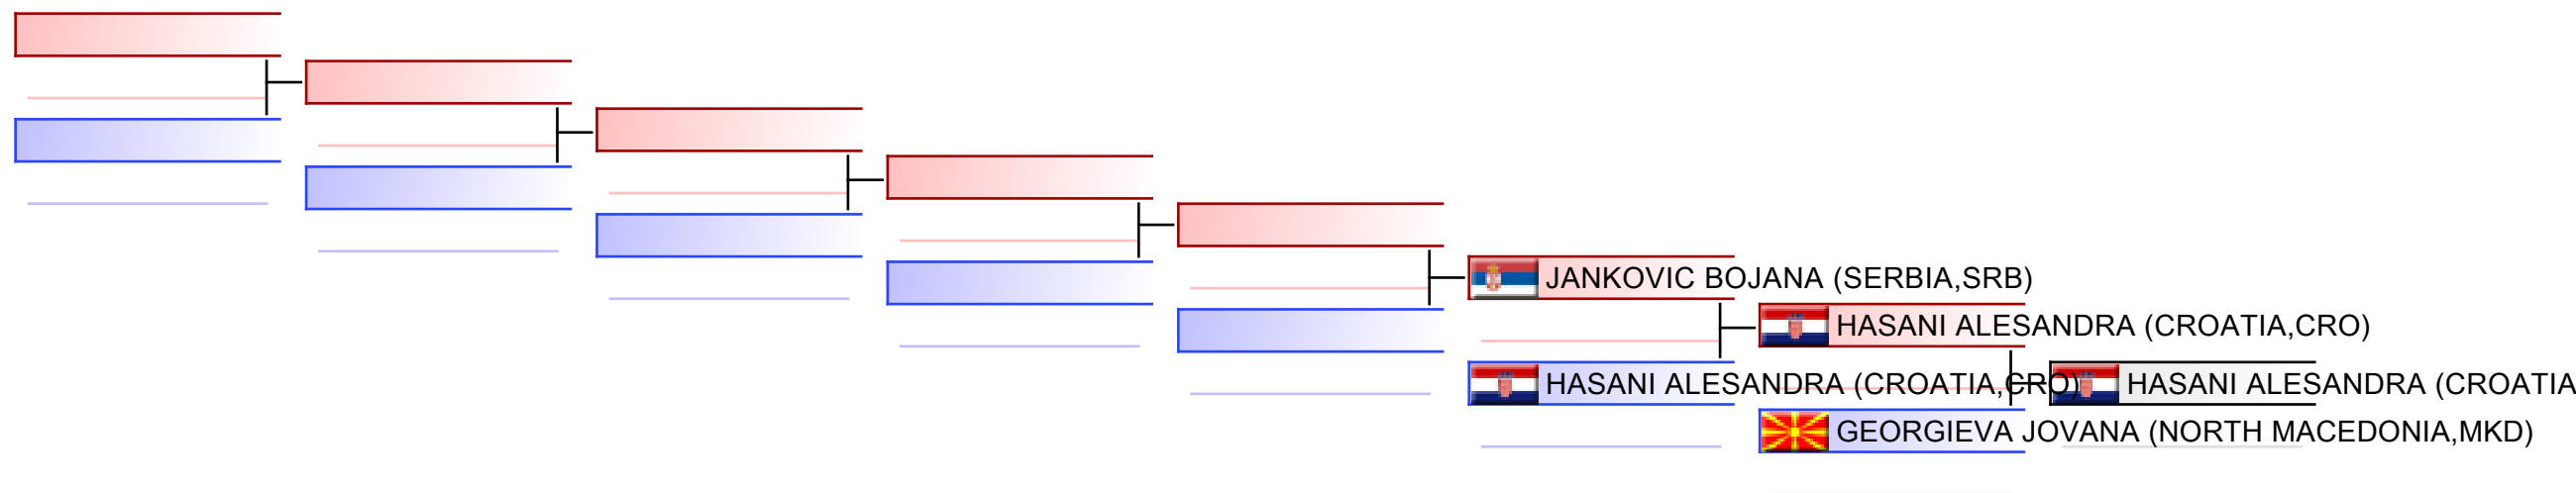 JANKOVIC BOJANA (SERBIA,SRB)
HASANI ALESANDRA (CROATIA,CRO)
HASANI ALESANDRA (CROATIA,CRO)
HASANI ALESANDRA (CROATIA
GEORGIEVA JOVANA (NORTH MACEDONIA,MKD)